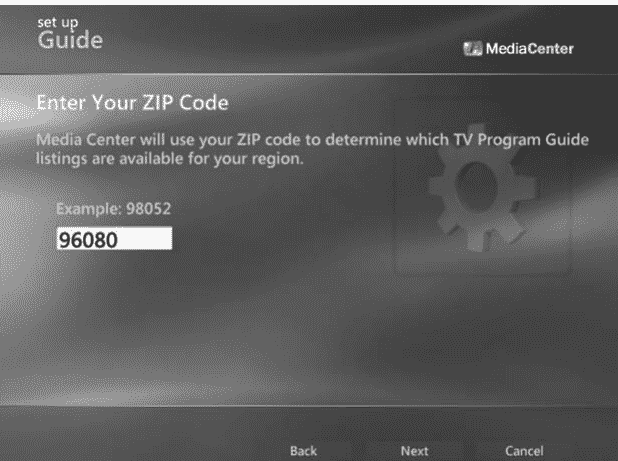 set up
Guide
MediaCenter
Enter Your ZIP Code
Media Center will use your ZIP code to determine which TV Program Guide
listings are available for your region.
Example: 98052
96080
Back Next Cancel